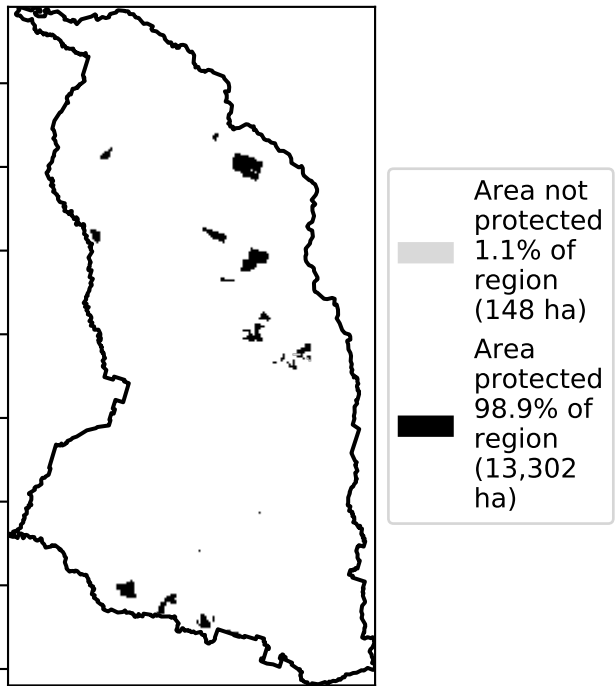 Area not
protected
1.1% of
region
(148 ha)
Area
protected
98.9% of
region
(13,302
ha)